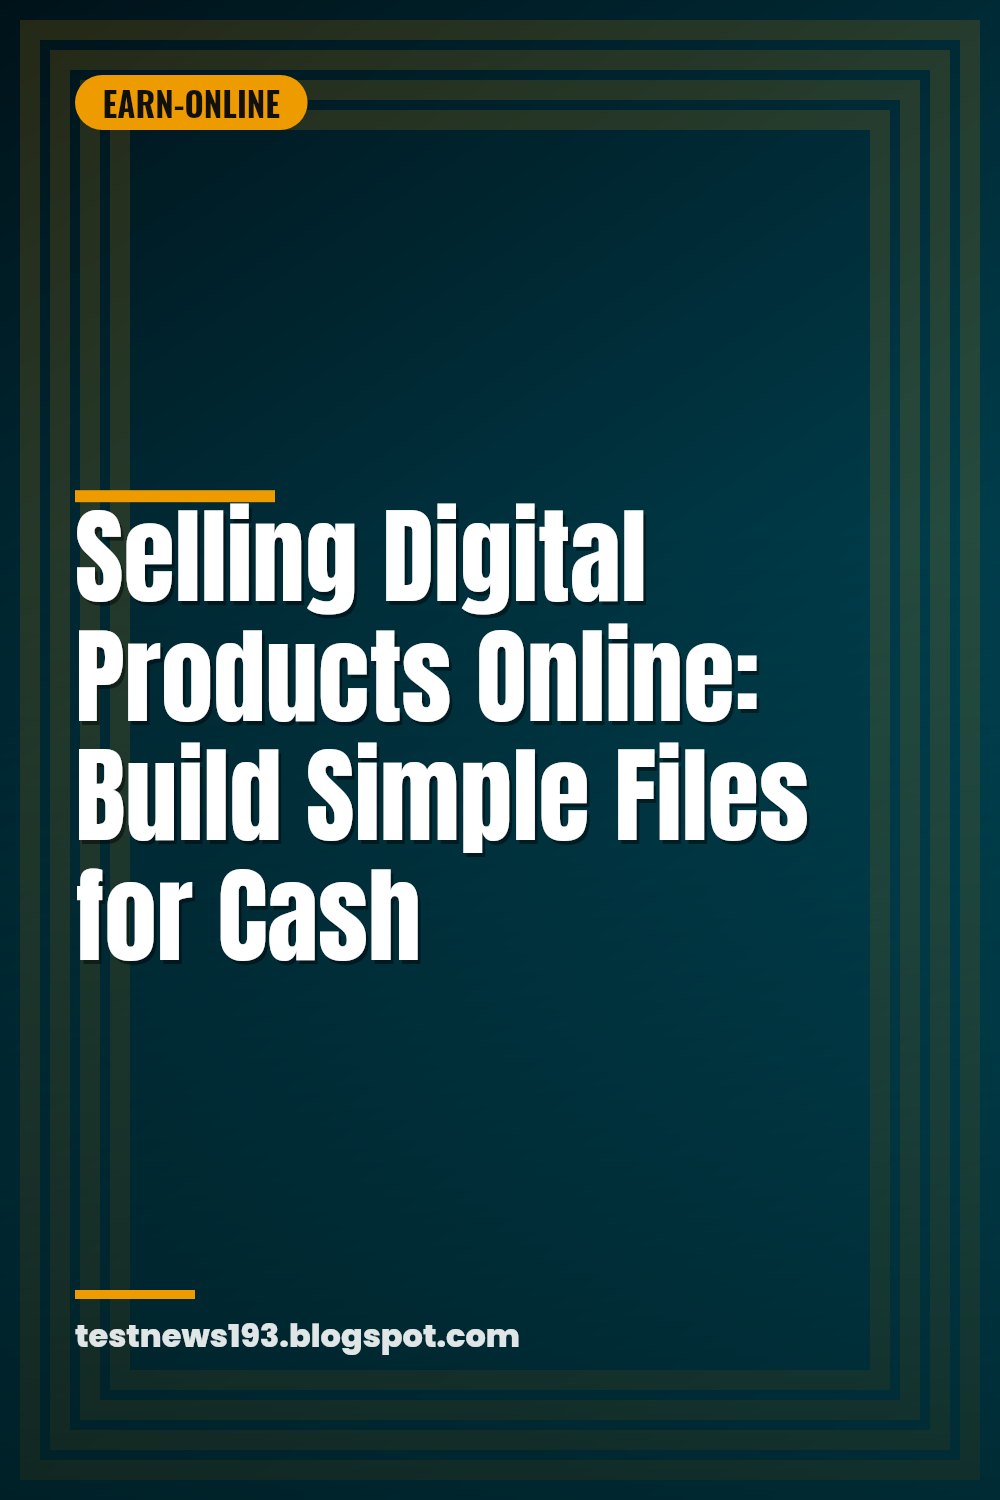 EARN-ONLINE
Selling Digital
Products Online:
Build Simple Files
for Cash
testnews193.blogspot.com